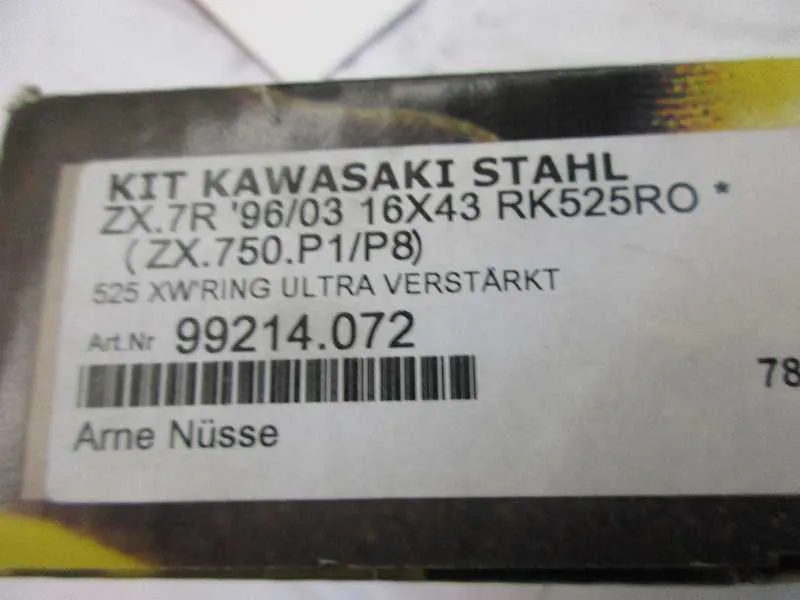 KIT KAWASAKI STAHL
ZX.7R '96/03 16X43 RK525RO *
(ZX.750.P1/P8)
525 XW'RING ULTRA VERSTÄRKT
Art.Nr 99214.072
78
Arne Nüsse